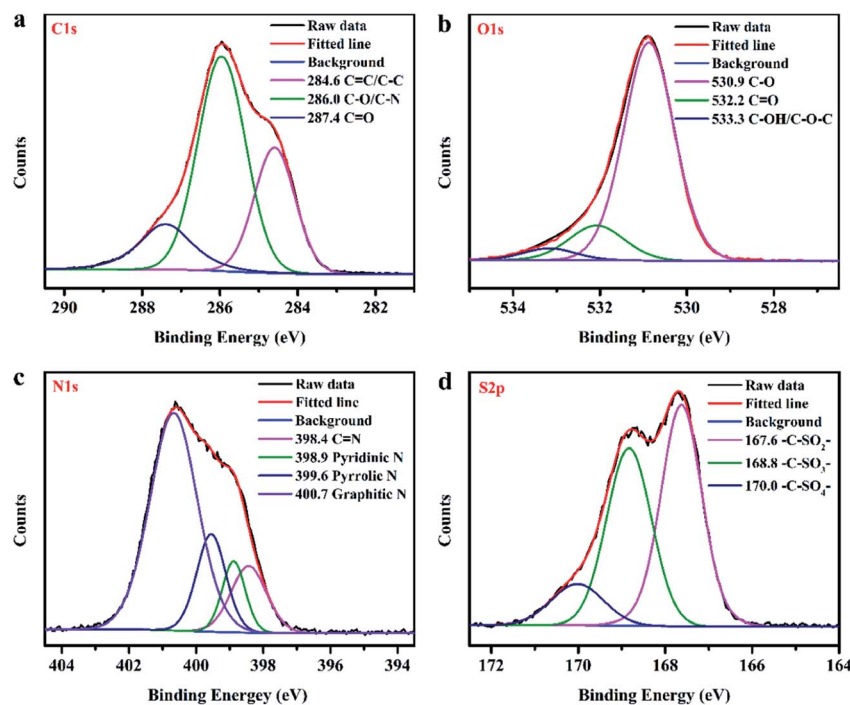 a
C1s
Raw data
Fitted line
Background
284.6 C=C/C-C
286.0 C-O/C-N
287.4 C=O
Counts
290 288 286 284 282
Binding Energy (eV)
b
O1s
Raw data
Fitted line
Background
530.9 C-O
532.2 C=O
533.3 C-OH/C-O-C
Counts
534 532 530 528
Binding Energy (eV)
c
N1s
Raw data
Fitted line
Background
398.4 C=N
398.9 Pyridinic N
399.6 Pyrrolic N
400.7 Graphitic N
Counts
404 402 400 398 396 394
Binding Energey (eV)
d
S2p
Raw data
Fitted line
Background
167.6 -C-SO₂-
168.8 -C-SO₃-
170.0 -C-SO₄-
Counts
172 170 168 166 164
Binding Energy (eV)